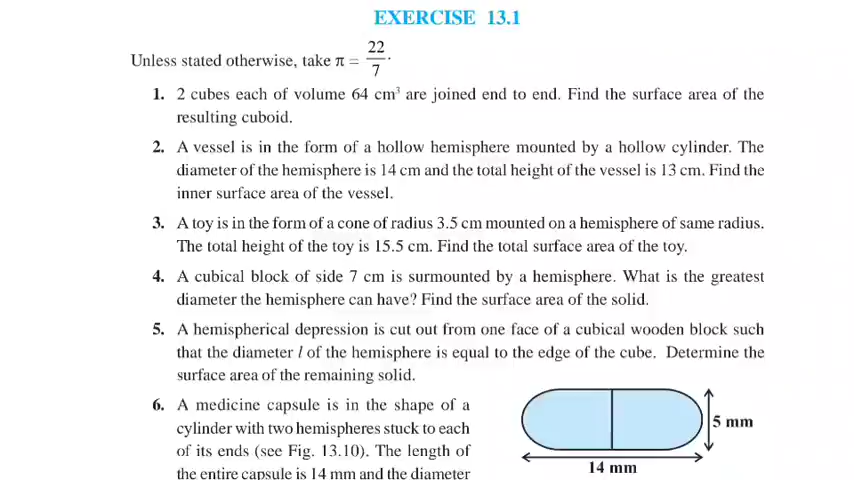 EXERCISE 13.1
Unless stated otherwise, take π = 22/7.
1. 2 cubes each of volume 64 cm³ are joined end to end. Find the surface area of the
resulting cuboid.
2. A vessel is in the form of a hollow hemisphere mounted by a hollow cylinder. The
diameter of the hemisphere is 14 cm and the total height of the vessel is 13 cm. Find the
inner surface area of the vessel.
3. A toy is in the form of a cone of radius 3.5 cm mounted on a hemisphere of same radius.
The total height of the toy is 15.5 cm. Find the total surface area of the toy.
4. A cubical block of side 7 cm is surmounted by a hemisphere. What is the greatest
diameter the hemisphere can have? Find the surface area of the solid.
5. A hemispherical depression is cut out from one face of a cubical wooden block such
that the diameter l of the hemisphere is equal to the edge of the cube. Determine the
surface area of the remaining solid.
6. A medicine capsule is in the shape of a
cylinder with two hemispheres stuck to each
of its ends (see Fig. 13.10). The length of
the entire capsule is 14 mm and the diameter
5 mm
14 mm